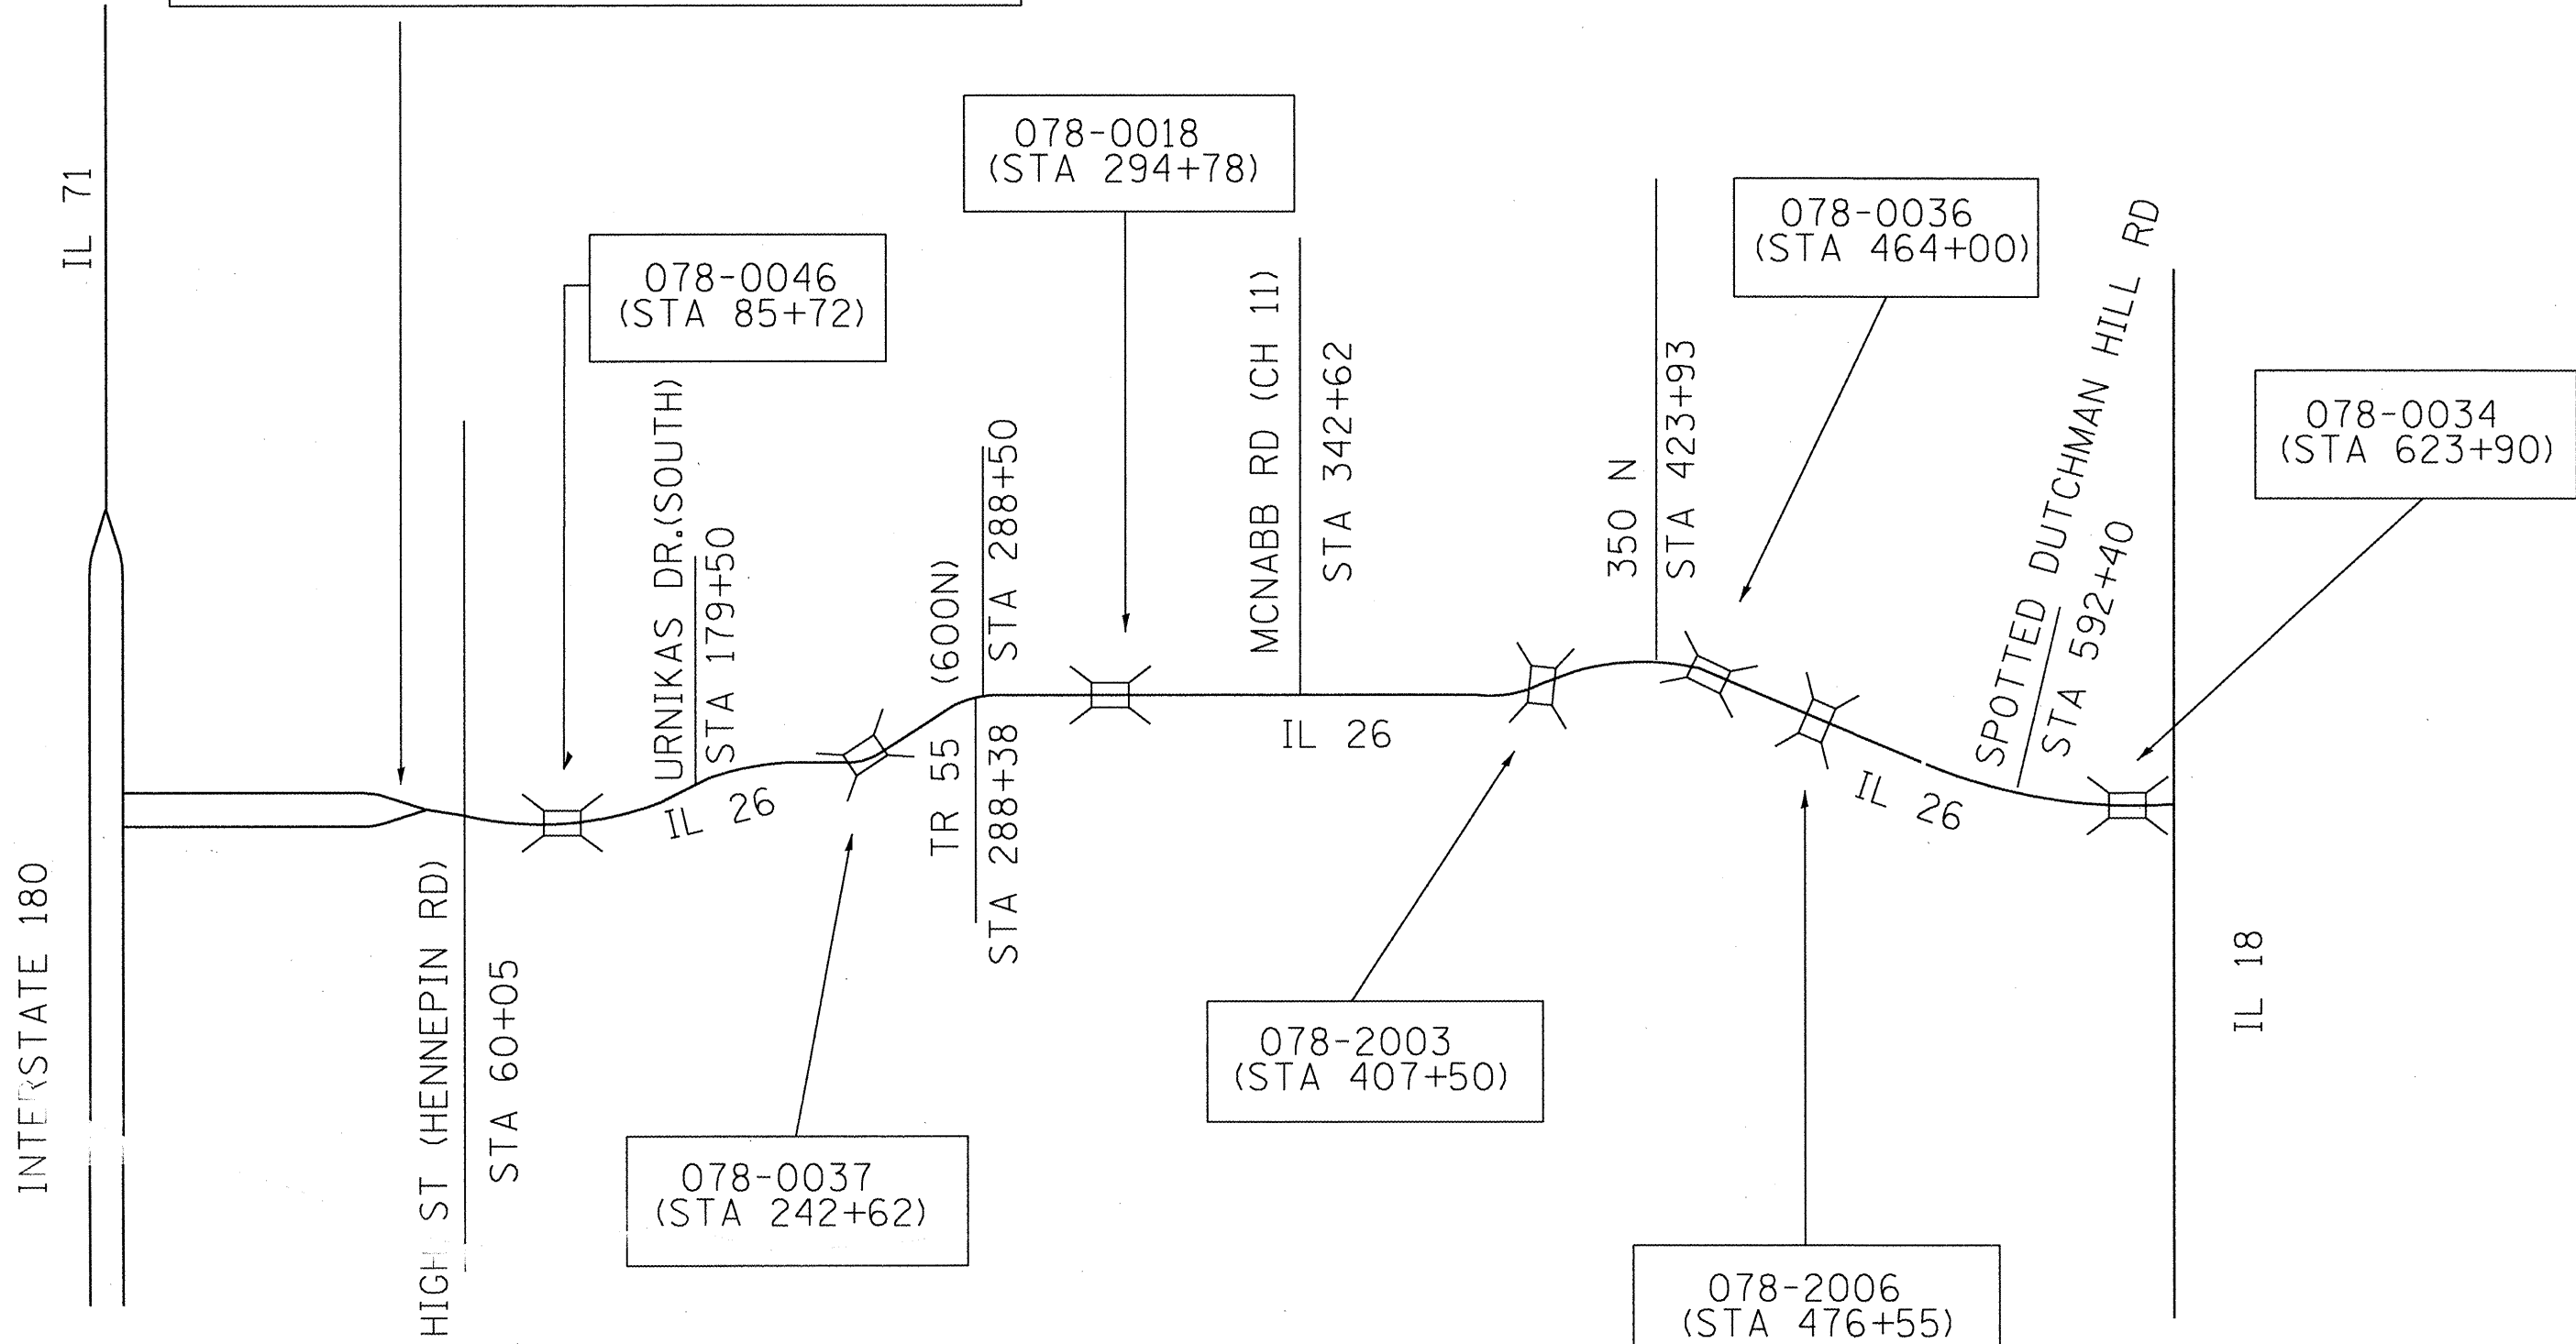 IL 71
078-0018
(STA 294+78)
078-0036
(STA 464+00)
078-0046
(STA 85+72)
078-0034
(STA 623+90)
URNIKAS DR.(SOUTH)
STA 179+50
(600N)
STA 288+50
MCNABB RD (CH 11)
STA 342+62
350 N
STA 423+93
SPOTTED DUTCHMAN HILL RD
STA 592+40
IL 26
TR 55
STA 288+38
IL 26
IL 26
INTERSTATE 180
HIGH ST (HENNEPIN RD)
STA 60+05
IL 18
078-2003
(STA 407+50)
078-0037
(STA 242+62)
078-2006
(STA 476+55)